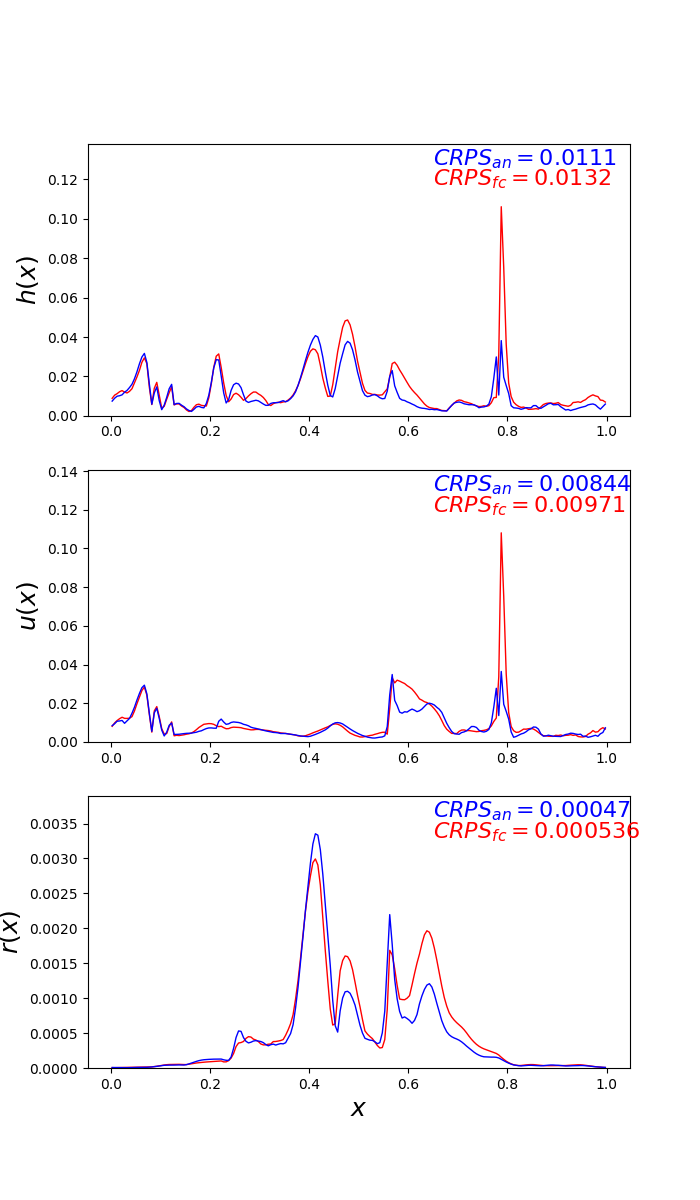 CRPS_an = 0.0111
CRPS_fc = 0.0132
h(x)
0.12
0.10
0.08
0.06
0.04
0.02
0.00
0.0 0.2 0.4 0.6 0.8 1.0
CRPS_an = 0.00844
CRPS_fc = 0.00971
u(x)
0.14
0.12
0.10
0.08
0.06
0.04
0.02
0.00
0.0 0.2 0.4 0.6 0.8 1.0
CRPS_an = 0.00047
CRPS_fc = 0.000536
r(x)
0.0035
0.0030
0.0025
0.0020
0.0015
0.0010
0.0005
0.0000
0.0 0.2 0.4 0.6 0.8 1.0
x